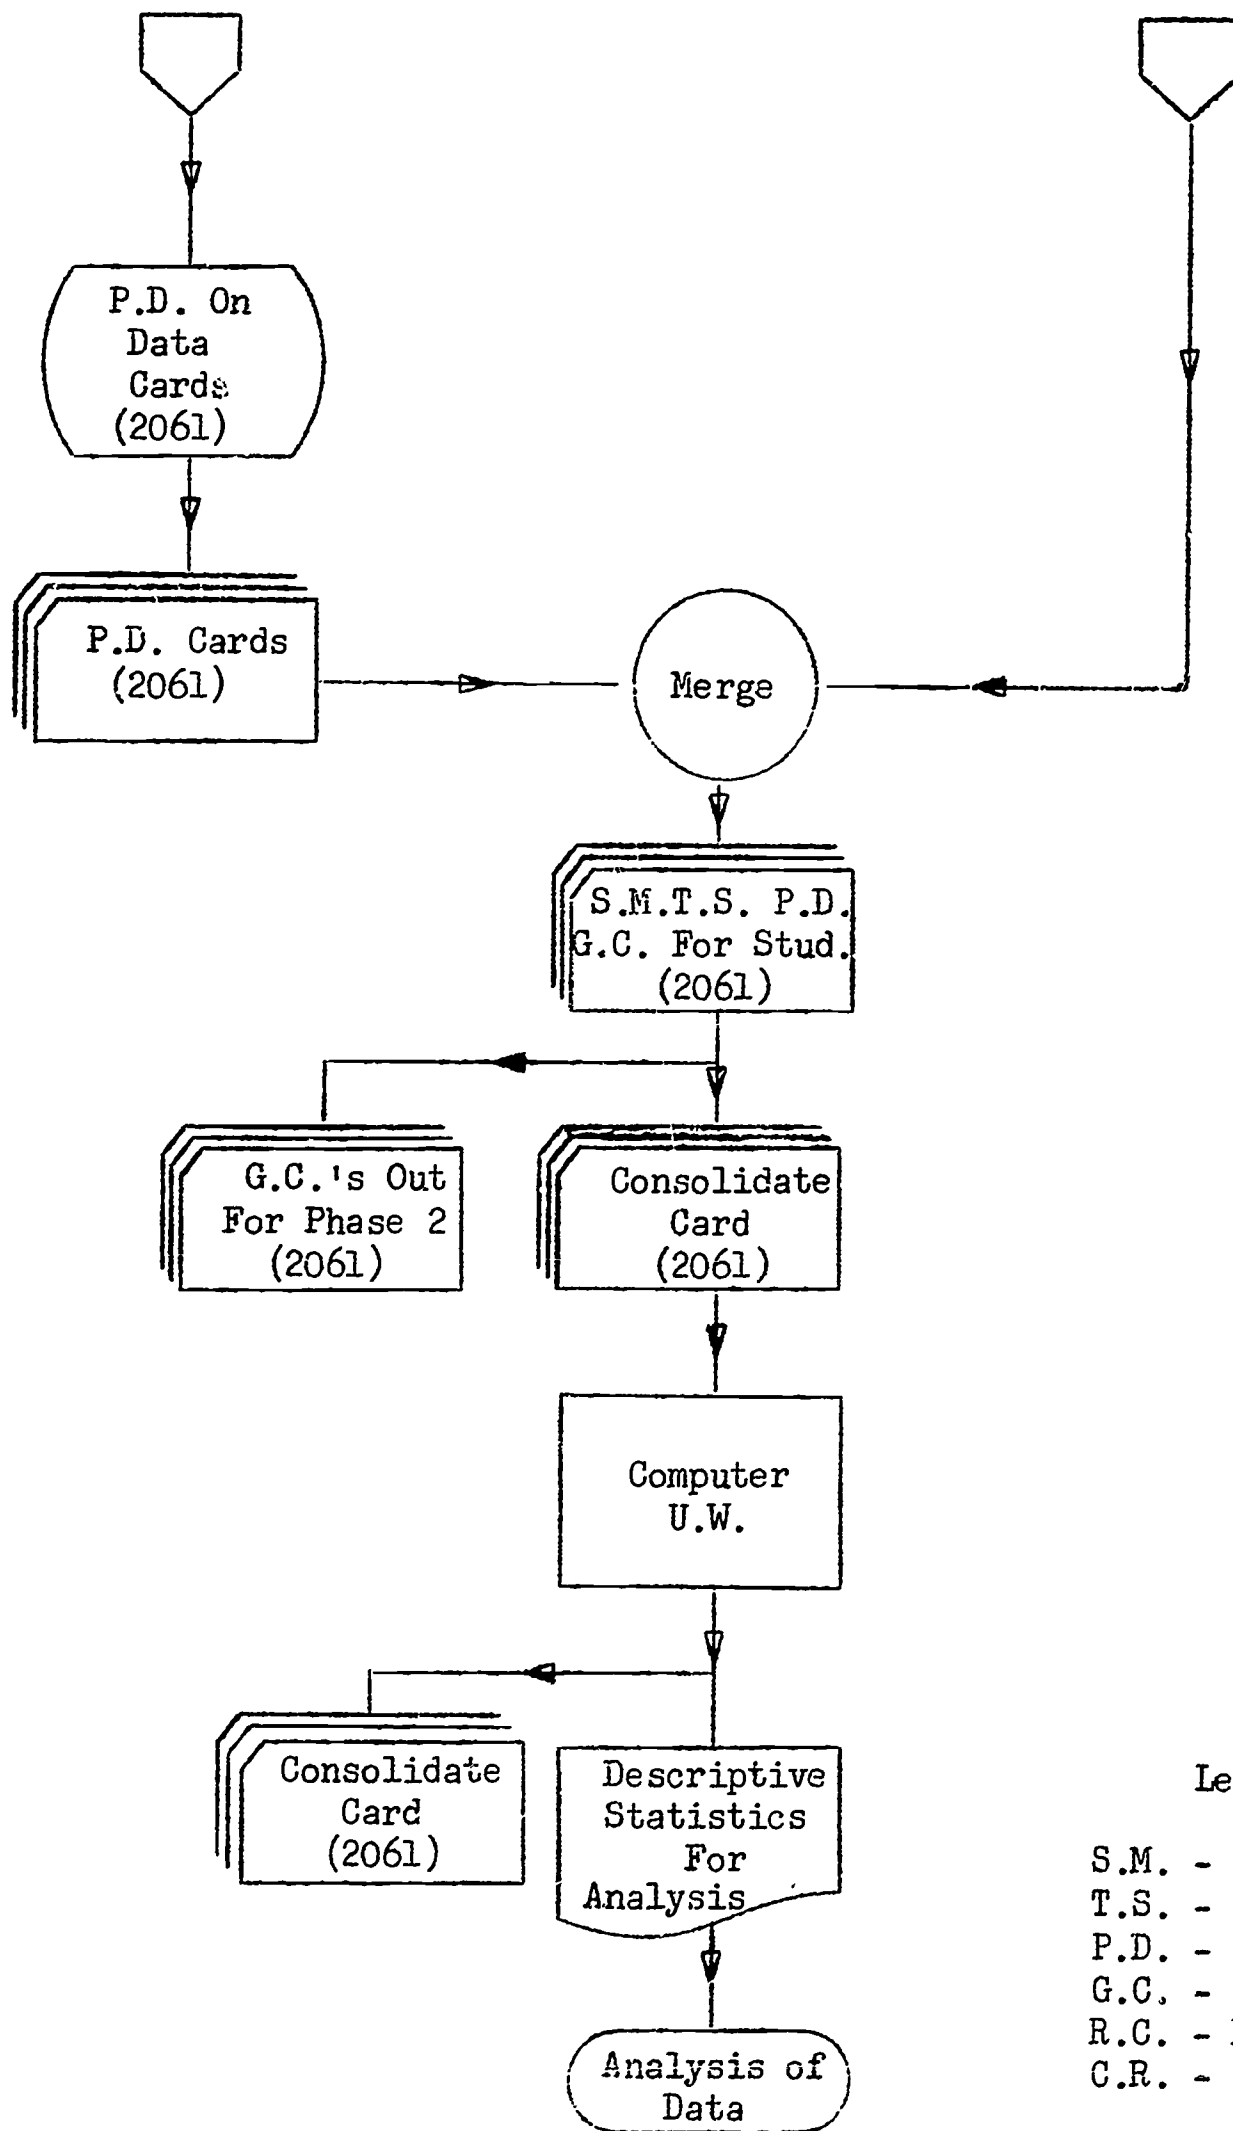 P.D. On
Data
Cards
(2061)
P.D. Cards
(2061)
Merge
S.M.T.S. P.D.
G.C. For Stud.
(2061)
G.C.'s Out
For Phase 2
(2061)
Consolidate
Card
(2061)
Computer
U.W.
Consolidate
Card
(2061)
Descriptive
Statistics
For
Analysis
Analysis of
Data
Le
S.M. -
T.S. -
P.D. -
G.C. -
R.C. -
C.R. -